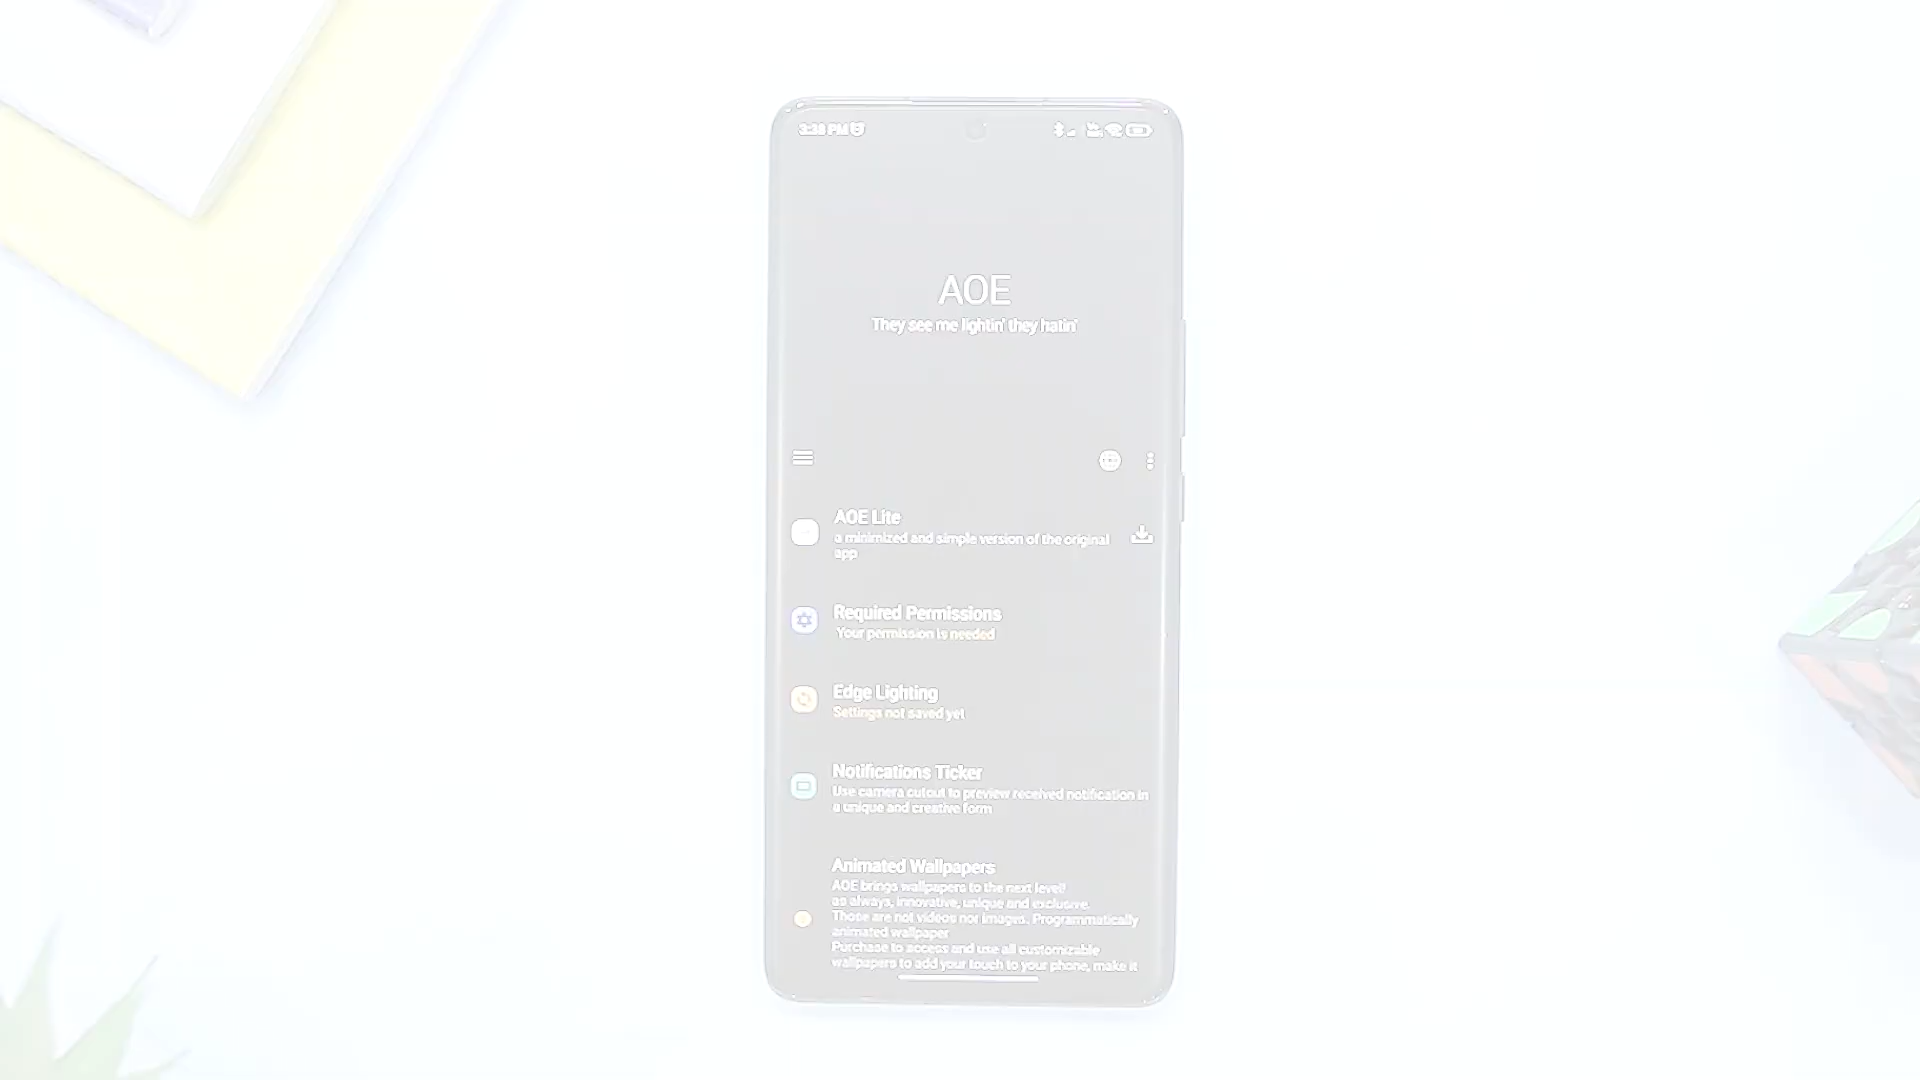 3:38 PM
AOE
They see me lightin' they hatin'
AOE Lite
a minimized and simple version of the original
app
Required Permissions
Your permission is needed
Edge Lighting
Settings not saved yet
Notifications Ticker
Use camera cutout to preview received notification in
a unique and creative form
Animated Wallpapers
AOE brings wallpapers to the next level!
as always, innovative, unique and exclusive.
Those are not videos nor images. Programmatically
animated wallpaper
Purchase to access and use all customizable
wallpapers to add your touch to your phone, make it